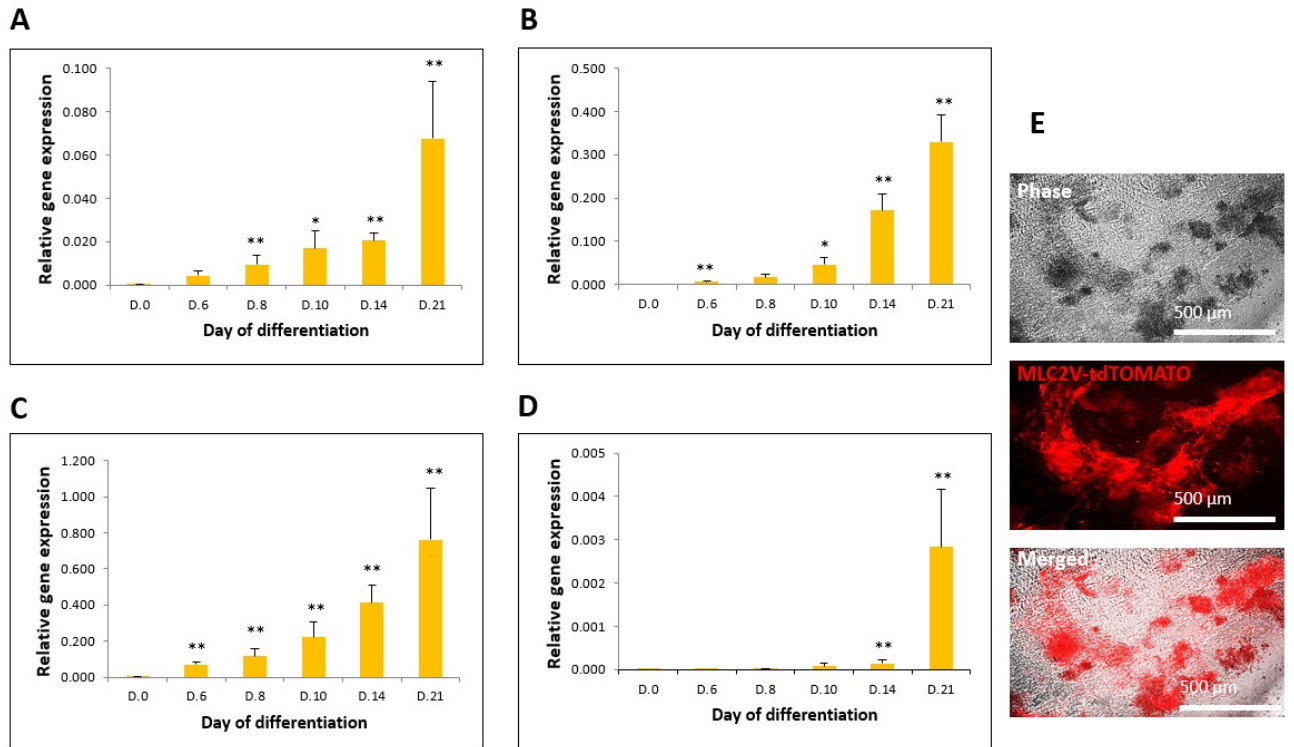 A
Relative gene expression
0.100
0.080
0.060
0.040
0.020
0.000
**
*
**
**
D.0 D.6 D.8 D.10 D.14 D.21
Day of differentiation
B
Relative gene expression
0.500
0.400
0.300
0.200
0.100
0.000
**
*
**
**
D.0 D.6 D.8 D.10 D.14 D.21
Day of differentiation
C
Relative gene expression
1.200
1.000
0.800
0.600
0.400
0.200
0.000
**
**
**
**
**
D.0 D.6 D.8 D.10 D.14 D.21
Day of differentiation
D
Relative gene expression
0.005
0.004
0.003
0.002
0.001
0.000
**
**
D.0 D.6 D.8 D.10 D.14 D.21
Day of differentiation
E
Phase
500 µm
MLC2V-tdTOMATO
500 µm
Merged
500 µm